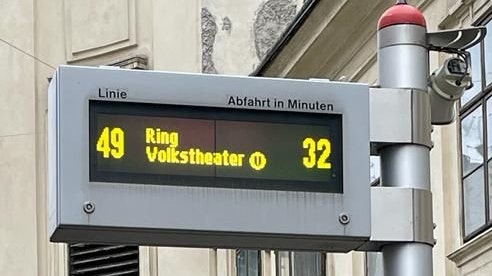 Linie Abfahrt in Minuten
49 Ring 32
Volkstheater U